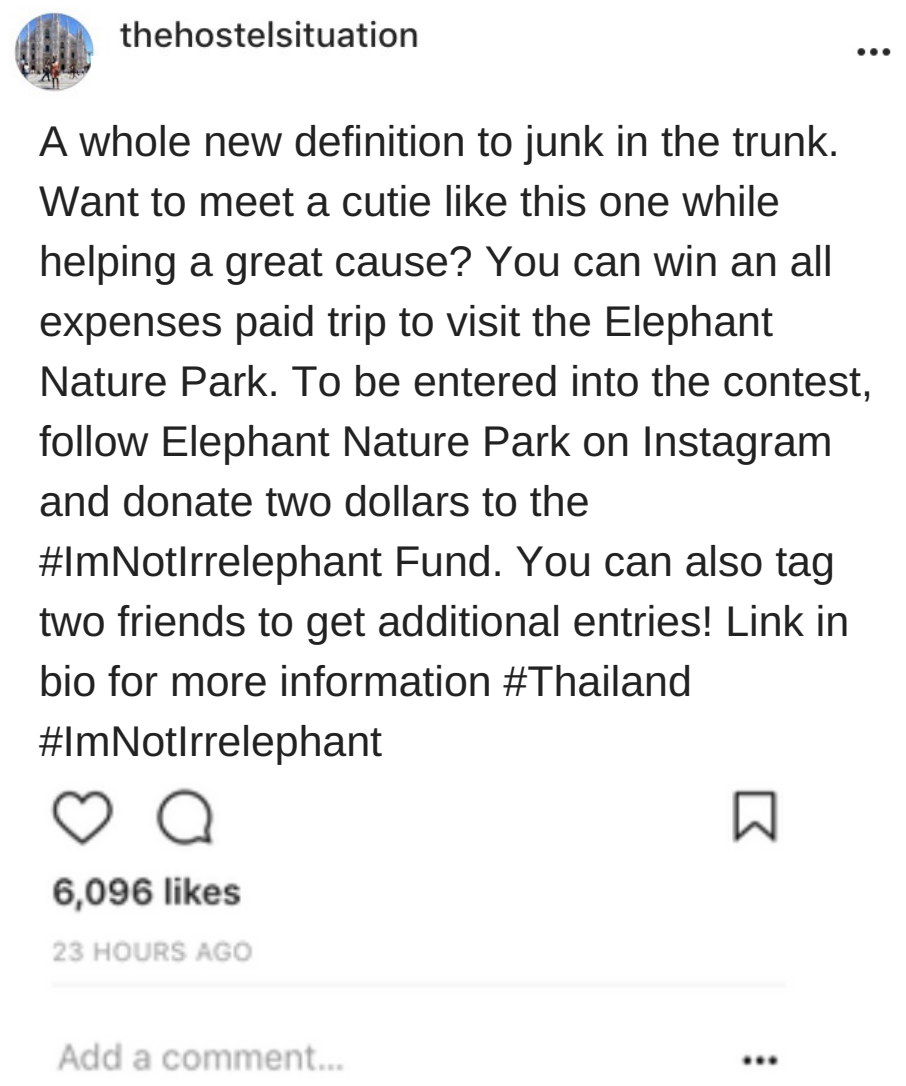 thehostelsituation
A whole new definition to junk in the trunk.
Want to meet a cutie like this one while
helping a great cause? You can win an all
expenses paid trip to visit the Elephant
Nature Park. To be entered into the contest,
follow Elephant Nature Park on Instagram
and donate two dollars to the
#ImNotIrrelephant Fund. You can also tag
two friends to get additional entries! Link in
bio for more information #Thailand
#ImNotIrrelephant
6,096 likes
23 HOURS AGO
Add a comment...